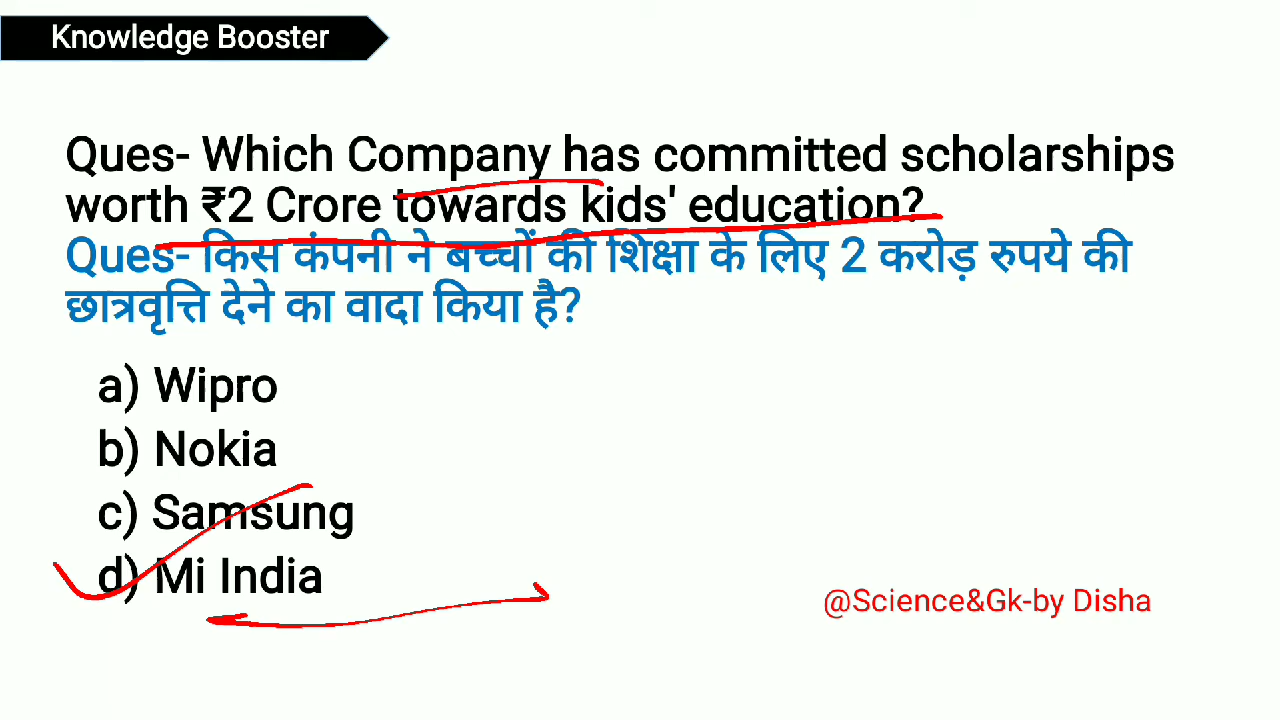 Knowledge Booster
Ques- Which Company has committed scholarships
worth ₹2 Crore towards kids' education?
Ques- किस कंपनी ने बच्चों की शिक्षा के लिए 2 करोड़ रुपये की
छात्रवृत्ति देने का वादा किया है?
a) Wipro
b) Nokia
c) Samsung
d) Mi India
@Science&Gk-by Disha